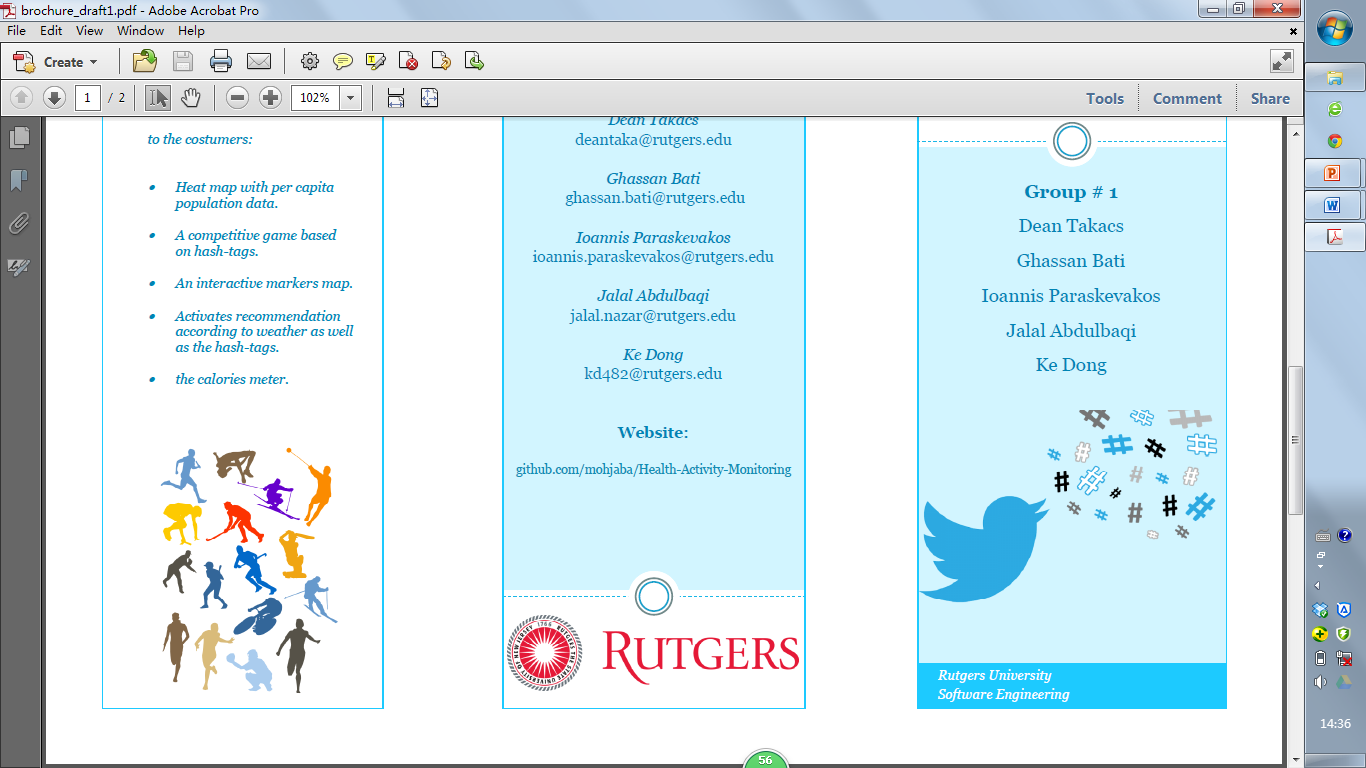 brochure_draft1.pdf - Adobe Acrobat Pro
File Edit View Window Help
Create
1 / 2 102% Tools Comment Share
to the costumers:
• Heat map with per capita
population data.
• A competitive game based
on hash-tags.
• An interactive markers map.
• Activates recommendation
according to weather as well
as the hash-tags.
• the calories meter.
Dean Takacs
deantaka@rutgers.edu
Ghassan Bati
ghassan.bati@rutgers.edu
Ioannis Paraskevakos
ioannis.paraskevakos@rutgers.edu
Jalal Abdulbaqi
jalal.nazar@rutgers.edu
Ke Dong
kd482@rutgers.edu
Website:
github.com/mohjaba/Health-Activity-Monitoring
RUTGERS
Group # 1
Dean Takacs
Ghassan Bati
Ioannis Paraskevakos
Jalal Abdulbaqi
Ke Dong
Rutgers University
Software Engineering
56
14:36